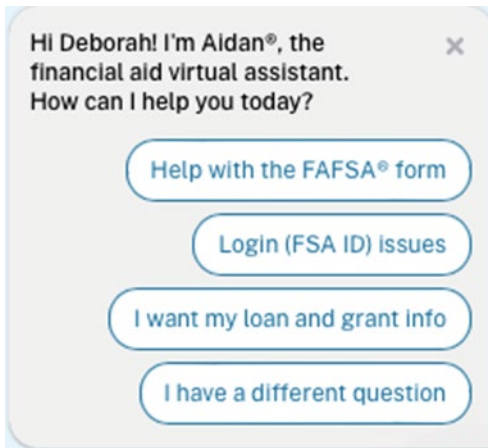 Hi Deborah! I'm Aidan®, the
financial aid virtual assistant.
How can I help you today?
Help with the FAFSA® form
Login (FSA ID) issues
I want my loan and grant info
I have a different question